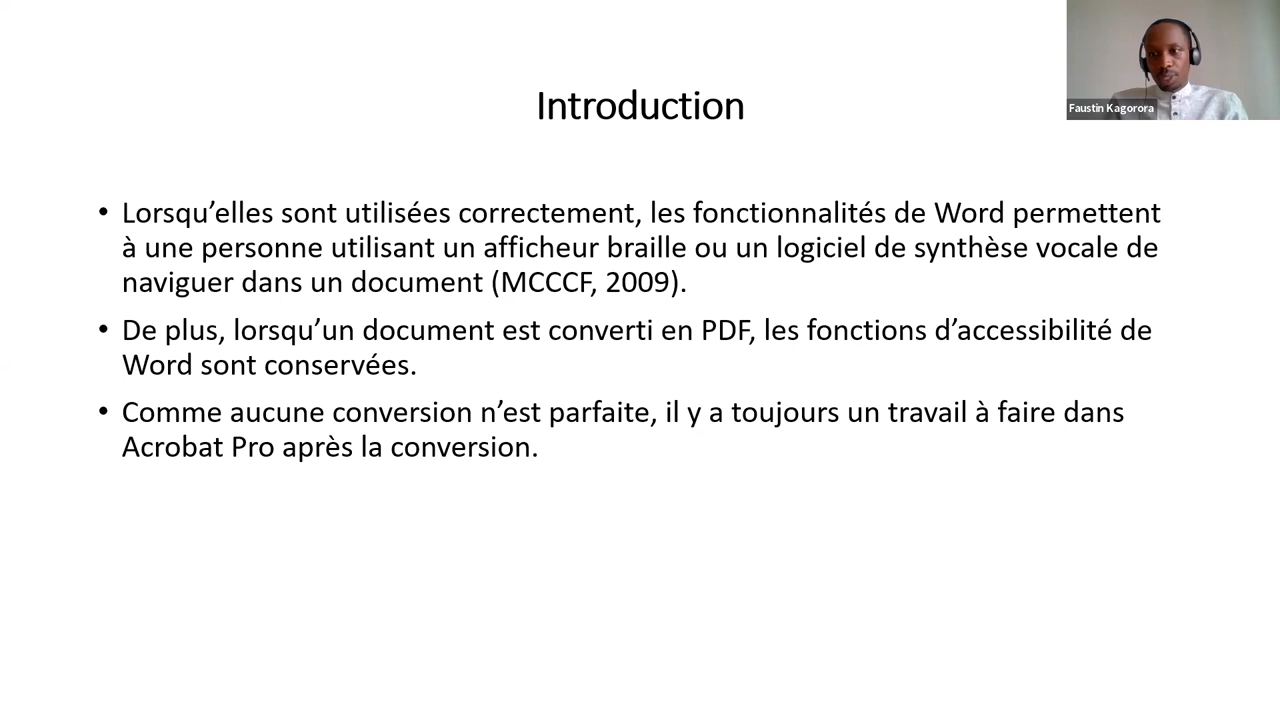 Introduction
Faustin Kagorora
• Lorsqu’elles sont utilisées correctement, les fonctionnalités de Word permettent
à une personne utilisant un afficheur braille ou un logiciel de synthèse vocale de
naviguer dans un document (MCCCF, 2009).
• De plus, lorsqu’un document est converti en PDF, les fonctions d’accessibilité de
Word sont conservées.
• Comme aucune conversion n’est parfaite, il y a toujours un travail à faire dans
Acrobat Pro après la conversion.